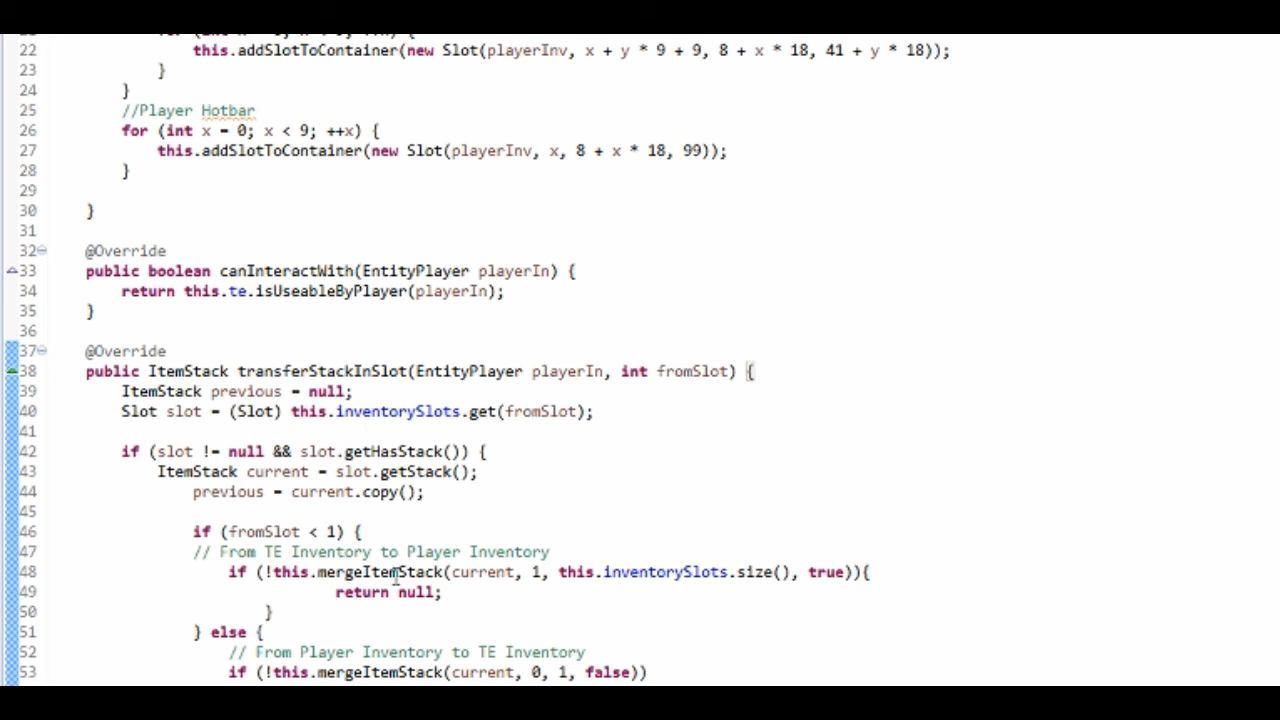 22 this.addSlotToContainer(new Slot(playerInv, x + y * 9 + 9, 8 + x * 18, 41 + y * 18));
23 }
24 }
25 //Player Hotbar
26 for (int x = 0; x < 9; ++x) {
27 this.addSlotToContainer(new Slot(playerInv, x, 8 + x * 18, 99));
28 }
29
30 }
31
32 @Override
33 public boolean canInteractWith(EntityPlayer playerIn) {
34 return this.te.isUseableByPlayer(playerIn);
35 }
36
37 @Override
38 public ItemStack transferStackInSlot(EntityPlayer playerIn, int fromSlot) {
39 ItemStack previous = null;
40 Slot slot = (Slot) this.inventorySlots.get(fromSlot);
41
42 if (slot != null && slot.getHasStack()) {
43 ItemStack current = slot.getStack();
44 previous = current.copy();
45
46 if (fromSlot < 1) {
47 // From TE Inventory to Player Inventory
48 if (!this.mergeItemStack(current, 1, this.inventorySlots.size(), true)){
49 return null;
50 }
51 } else {
52 // From Player Inventory to TE Inventory
53 if (!this.mergeItemStack(current, 0, 1, false))